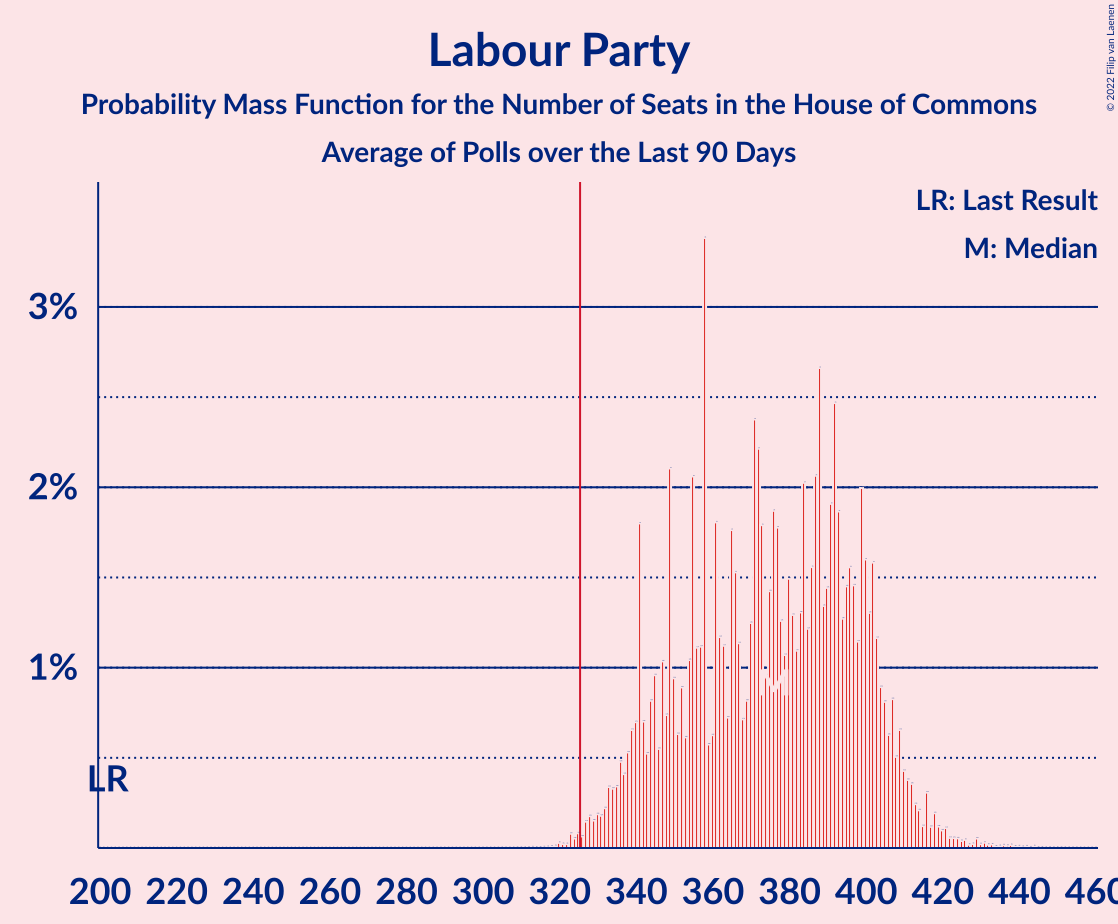 Labour Party
Probability Mass Function for the Number of Seats in the House of Commons
Average of Polls over the Last 90 Days
© 2022 Filip van Laenen
LR: Last Result
M: Median
3%
2%
1%
LR
M
200 220 240 260 280 300 320 340 360 380 400 420 440 460